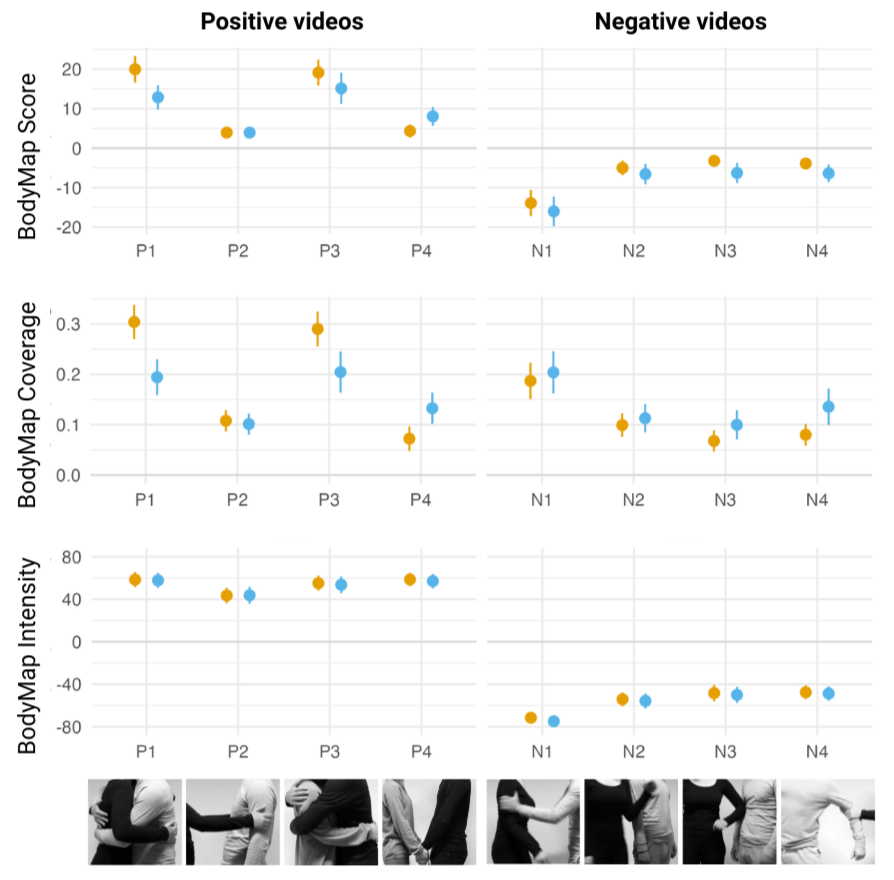 Positive videos Negative videos
BodyMap Score
20
10
0
-10
-20
P1 P2 P3 P4 N1 N2 N3 N4
BodyMap Coverage
0.3
0.2
0.1
0.0
P1 P2 P3 P4 N1 N2 N3 N4
BodyMap Intensity
80
40
0
-40
-80
P1 P2 P3 P4 N1 N2 N3 N4